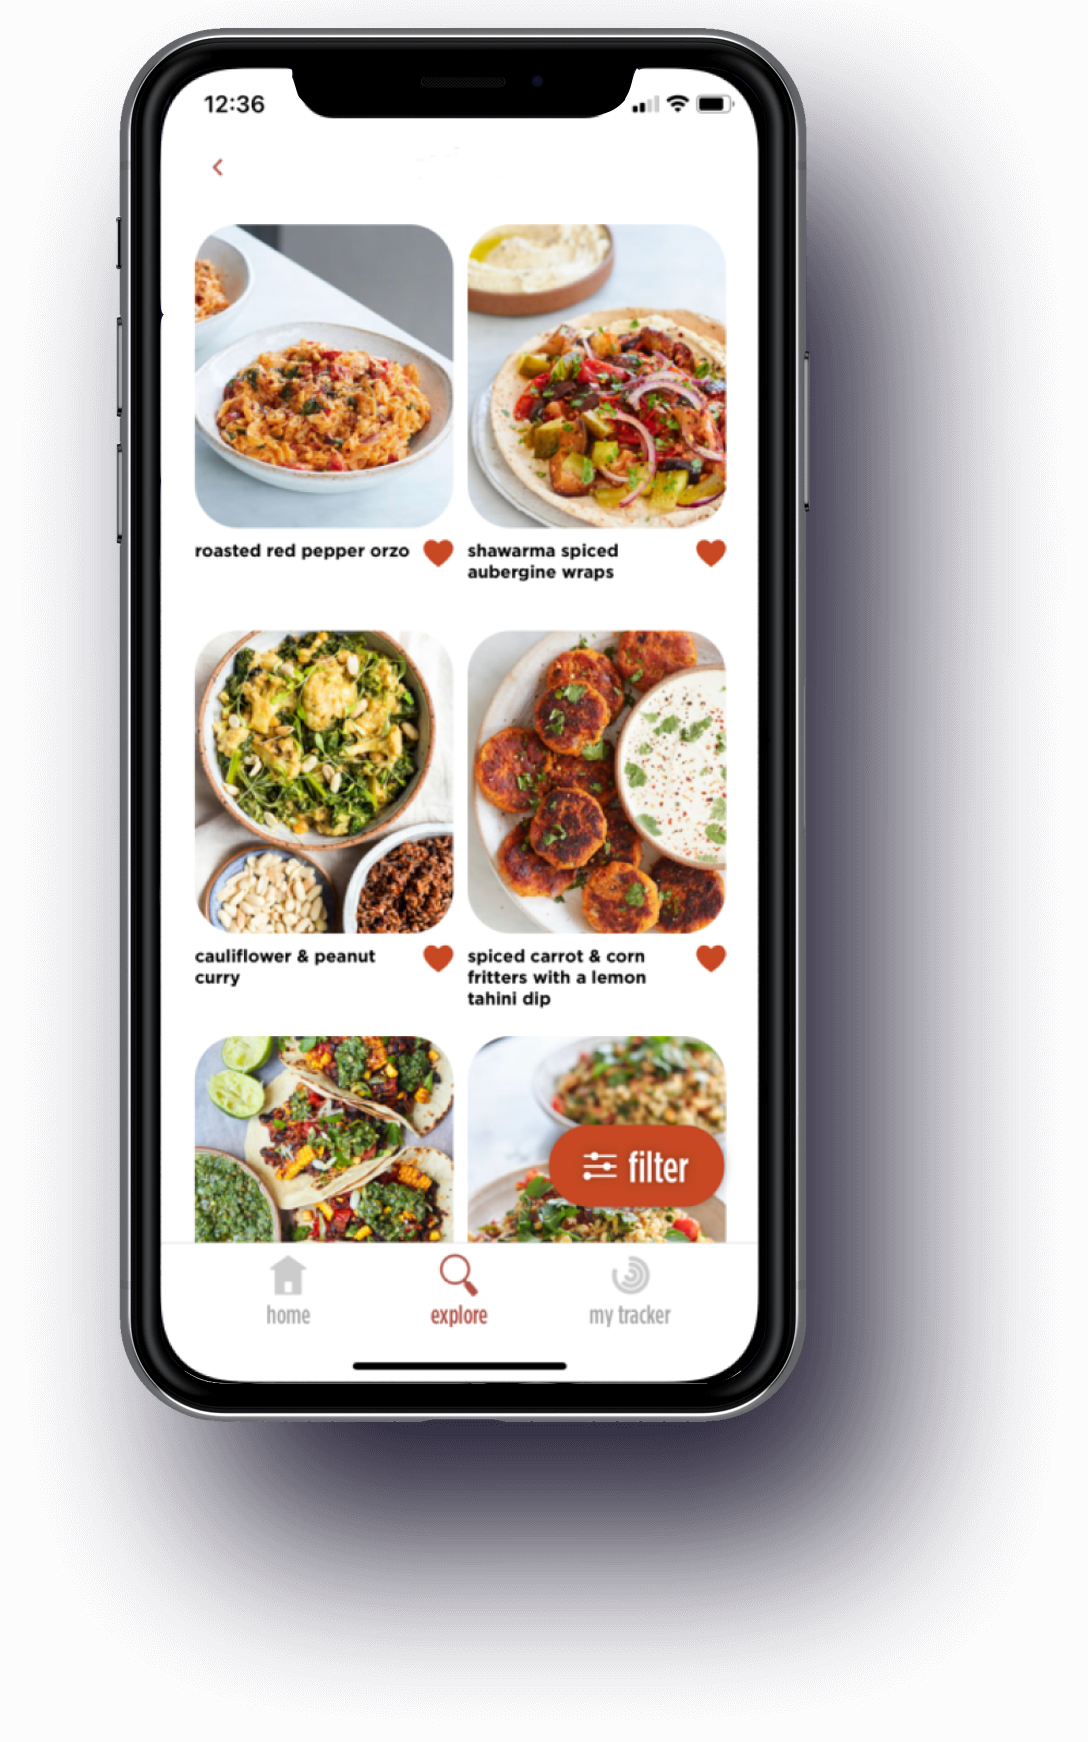 12:36
roasted red pepper orzo
shawarma spiced
aubergine wraps
cauliflower & peanut
curry
spiced carrot & corn
fritters with a lemon
tahini dip
filter
home
explore
my tracker